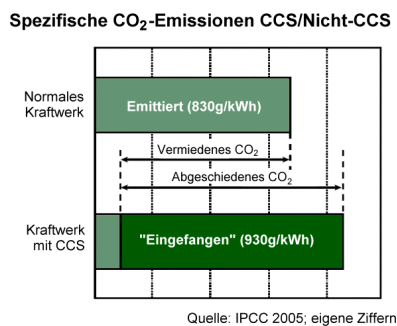 Spezifische CO₂-Emissionen CCS/Nicht-CCS
Normales
Kraftwerk
Emittiert (830g/kWh)
Vermiedenes CO₂
Abgeschiedenes CO₂
Kraftwerk
mit CCS
"Eingefangen" (930g/kWh)
Quelle: IPCC 2005; eigene Ziffern